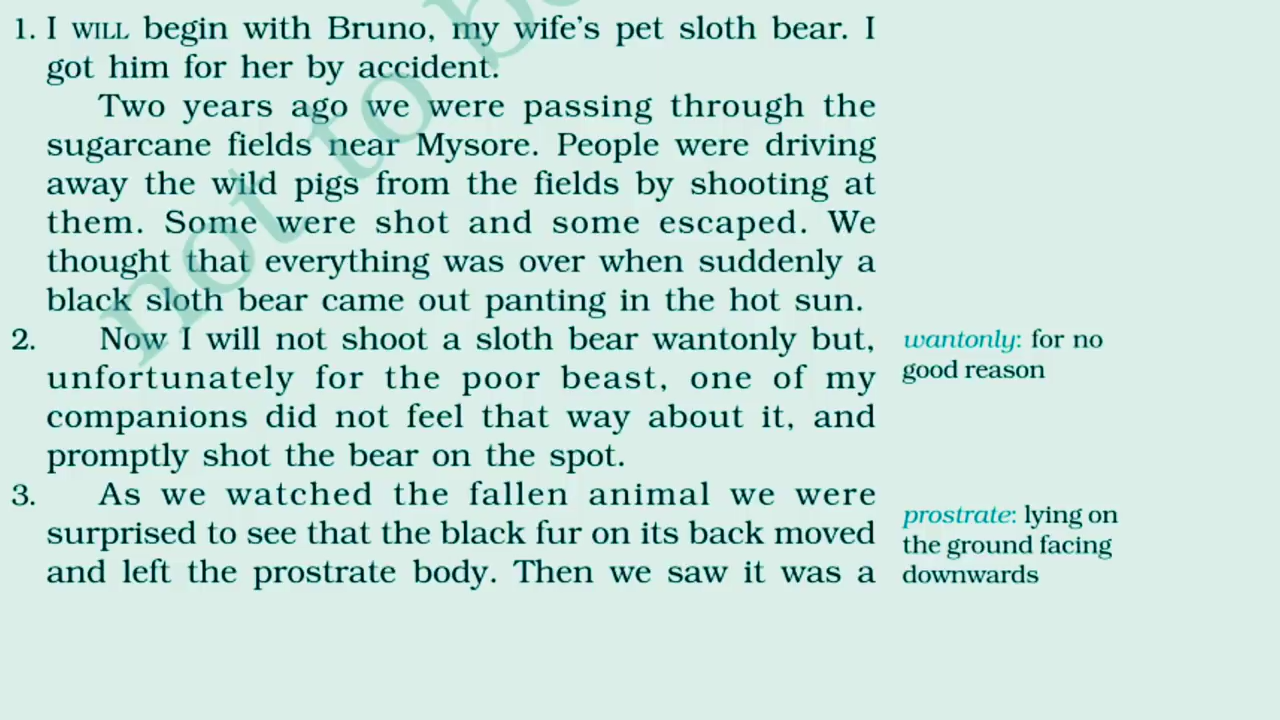 1. I WILL begin with Bruno, my wife's pet sloth bear. I
got him for her by accident.
Two years ago we were passing through the
sugarcane fields near Mysore. People were driving
away the wild pigs from the fields by shooting at
them. Some were shot and some escaped. We
thought that everything was over when suddenly a
black sloth bear came out panting in the hot sun.
2. Now I will not shoot a sloth bear wantonly but,
unfortunately for the poor beast, one of my
companions did not feel that way about it, and
promptly shot the bear on the spot.
3. As we watched the fallen animal we were
surprised to see that the black fur on its back moved
and left the prostrate body. Then we saw it was a
wantonly: for no
good reason
prostrate: lying on
the ground facing
downwards
not to be